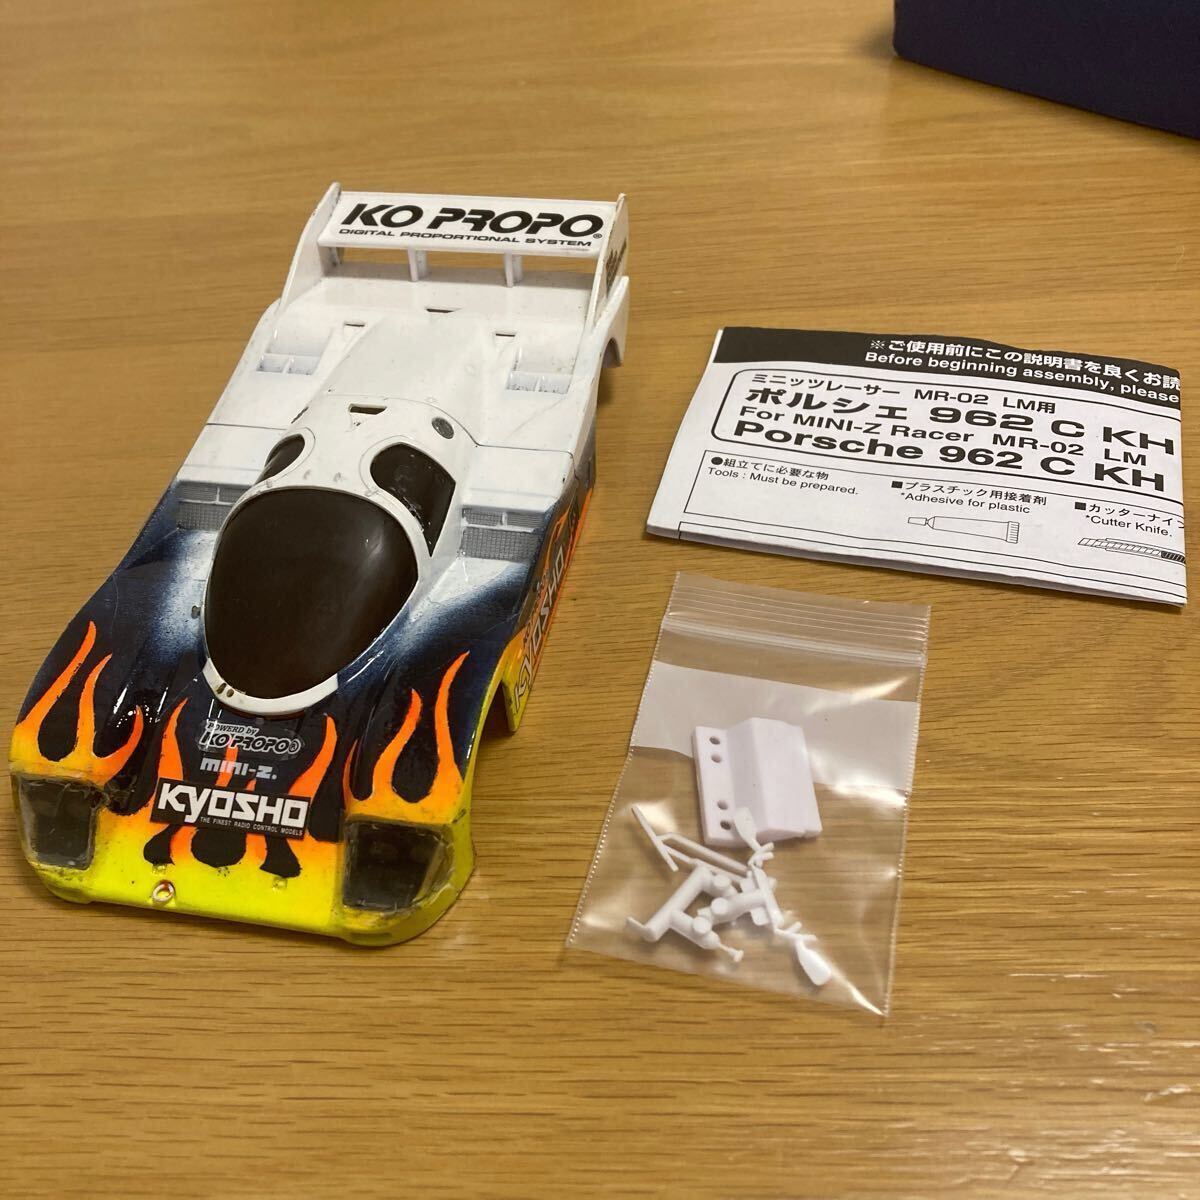 KO PROPO®
DIGITAL PROPORTIONAL SYSTEM
KYOSHO
POWERD by
KO PROPO
mini-z.
KYOSHO
THE FINEST RADIO CONTROL MODELS
※ご使用前にこの説明書を良くお読
Before beginning assembly, please
ミニッツレーサー MR-02 LM用
ポルシェ 962 C KH
For MINI-Z Racer MR-02 LM
Porsche 962 C KH
●組立てに必要な物
Tools : Must be prepared.
■プラスチック用接着剤
*Adhesive for plastic
■カッターナイフ
*Cutter Knife.